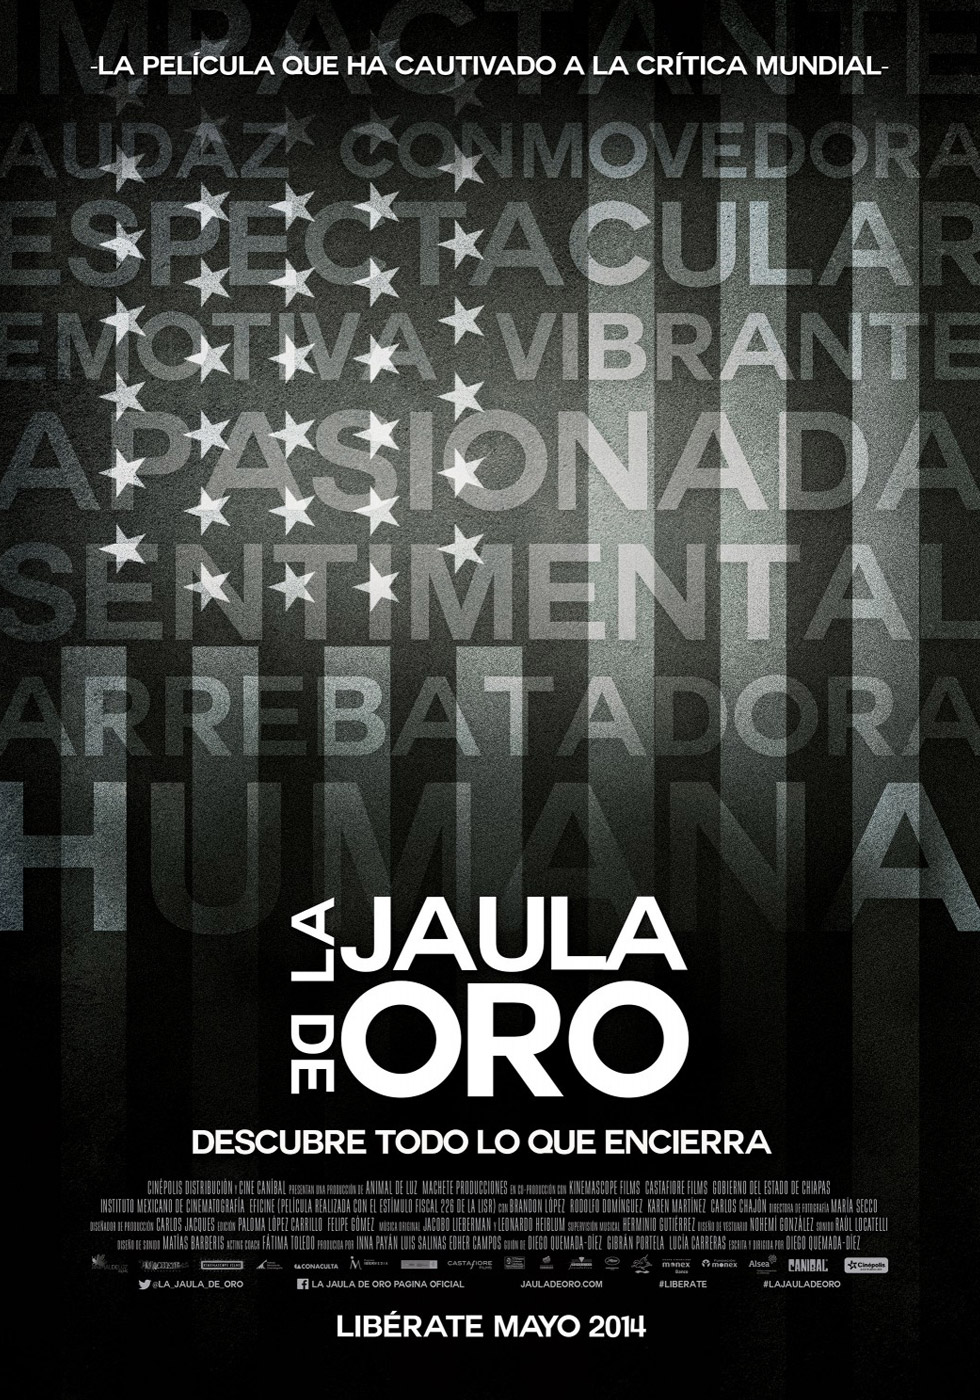 IMPACTANTE
-LA PELÍCULA QUE HA CAUTIVADO A LA CRÍTICA MUNDIAL-
AUDAZ CONMOVEDORA
ESPECTACULAR
EMOTIVA VIBRANTE
APASIONADA
SENTIMENTAL
ARREBATADORA
HUMANA
LA JAULA
DE ORO
DESCUBRE TODO LO QUE ENCIERRA
CINÉPOLIS DISTRIBUCIÓN Y CINE CANÍBAL PRESENTAN UNA PRODUCCIÓN DE ANIMAL DE LUZ MACHETE PRODUCCIONES EN CO-PRODUCCIÓN CON KINEMASCOPE FILMS CASTAFIORE FILMS GOBIERNO DEL ESTADO DE CHIAPAS
INSTITUTO MEXICANO DE CINEMATOGRAFÍA EFICINE (PELÍCULA REALIZADA CON EL ESTÍMULO FISCAL 226 DE LA LISR) CON BRANDON LÓPEZ RODOLFO DOMÍNGUEZ KAREN MARTÍNEZ CARLOS CHAJÓN DIRECTORA DE FOTOGRAFÍA MARÍA SECCO
DISEÑADOR DE PRODUCCIÓN CARLOS JACQUES EDICIÓN PALOMA LÓPEZ CARRILLO FELIPE GÓMEZ MÚSICA ORIGINAL JACOBO LIEBERMAN Y LEONARDO HEIBLUM SUPERVISIÓN MUSICAL HERMINIO GUTIÉRREZ DISEÑO DE VESTUARIO NOHEMÍ GONZÁLEZ SONIDO RAÚL LOCATELLI
DISEÑO DE SONIDO MATÍAS BARBERIS ACTING COACH FÁTIMA TOLEDO PRODUCIDA POR INNA PAYÁN LUIS SALINAS EDHER CAMPOS GUIÓN DE DIEGO QUEMADA-DÍEZ GIBRÁN PORTELA LUCÍA CARRERAS ESCRITA Y DIRIGIDA POR DIEGO QUEMADA-DÍEZ
CONACULTA CASTAFIORE monex monex Alsea CANIBAL Cinépolis
@LA_JAULA_DE_ORO LA JAULA DE ORO PAGINA OFICIAL JAULADEORO.COM #LIBERATE #LAJAULADEORO
LIBÉRATE MAYO 2014